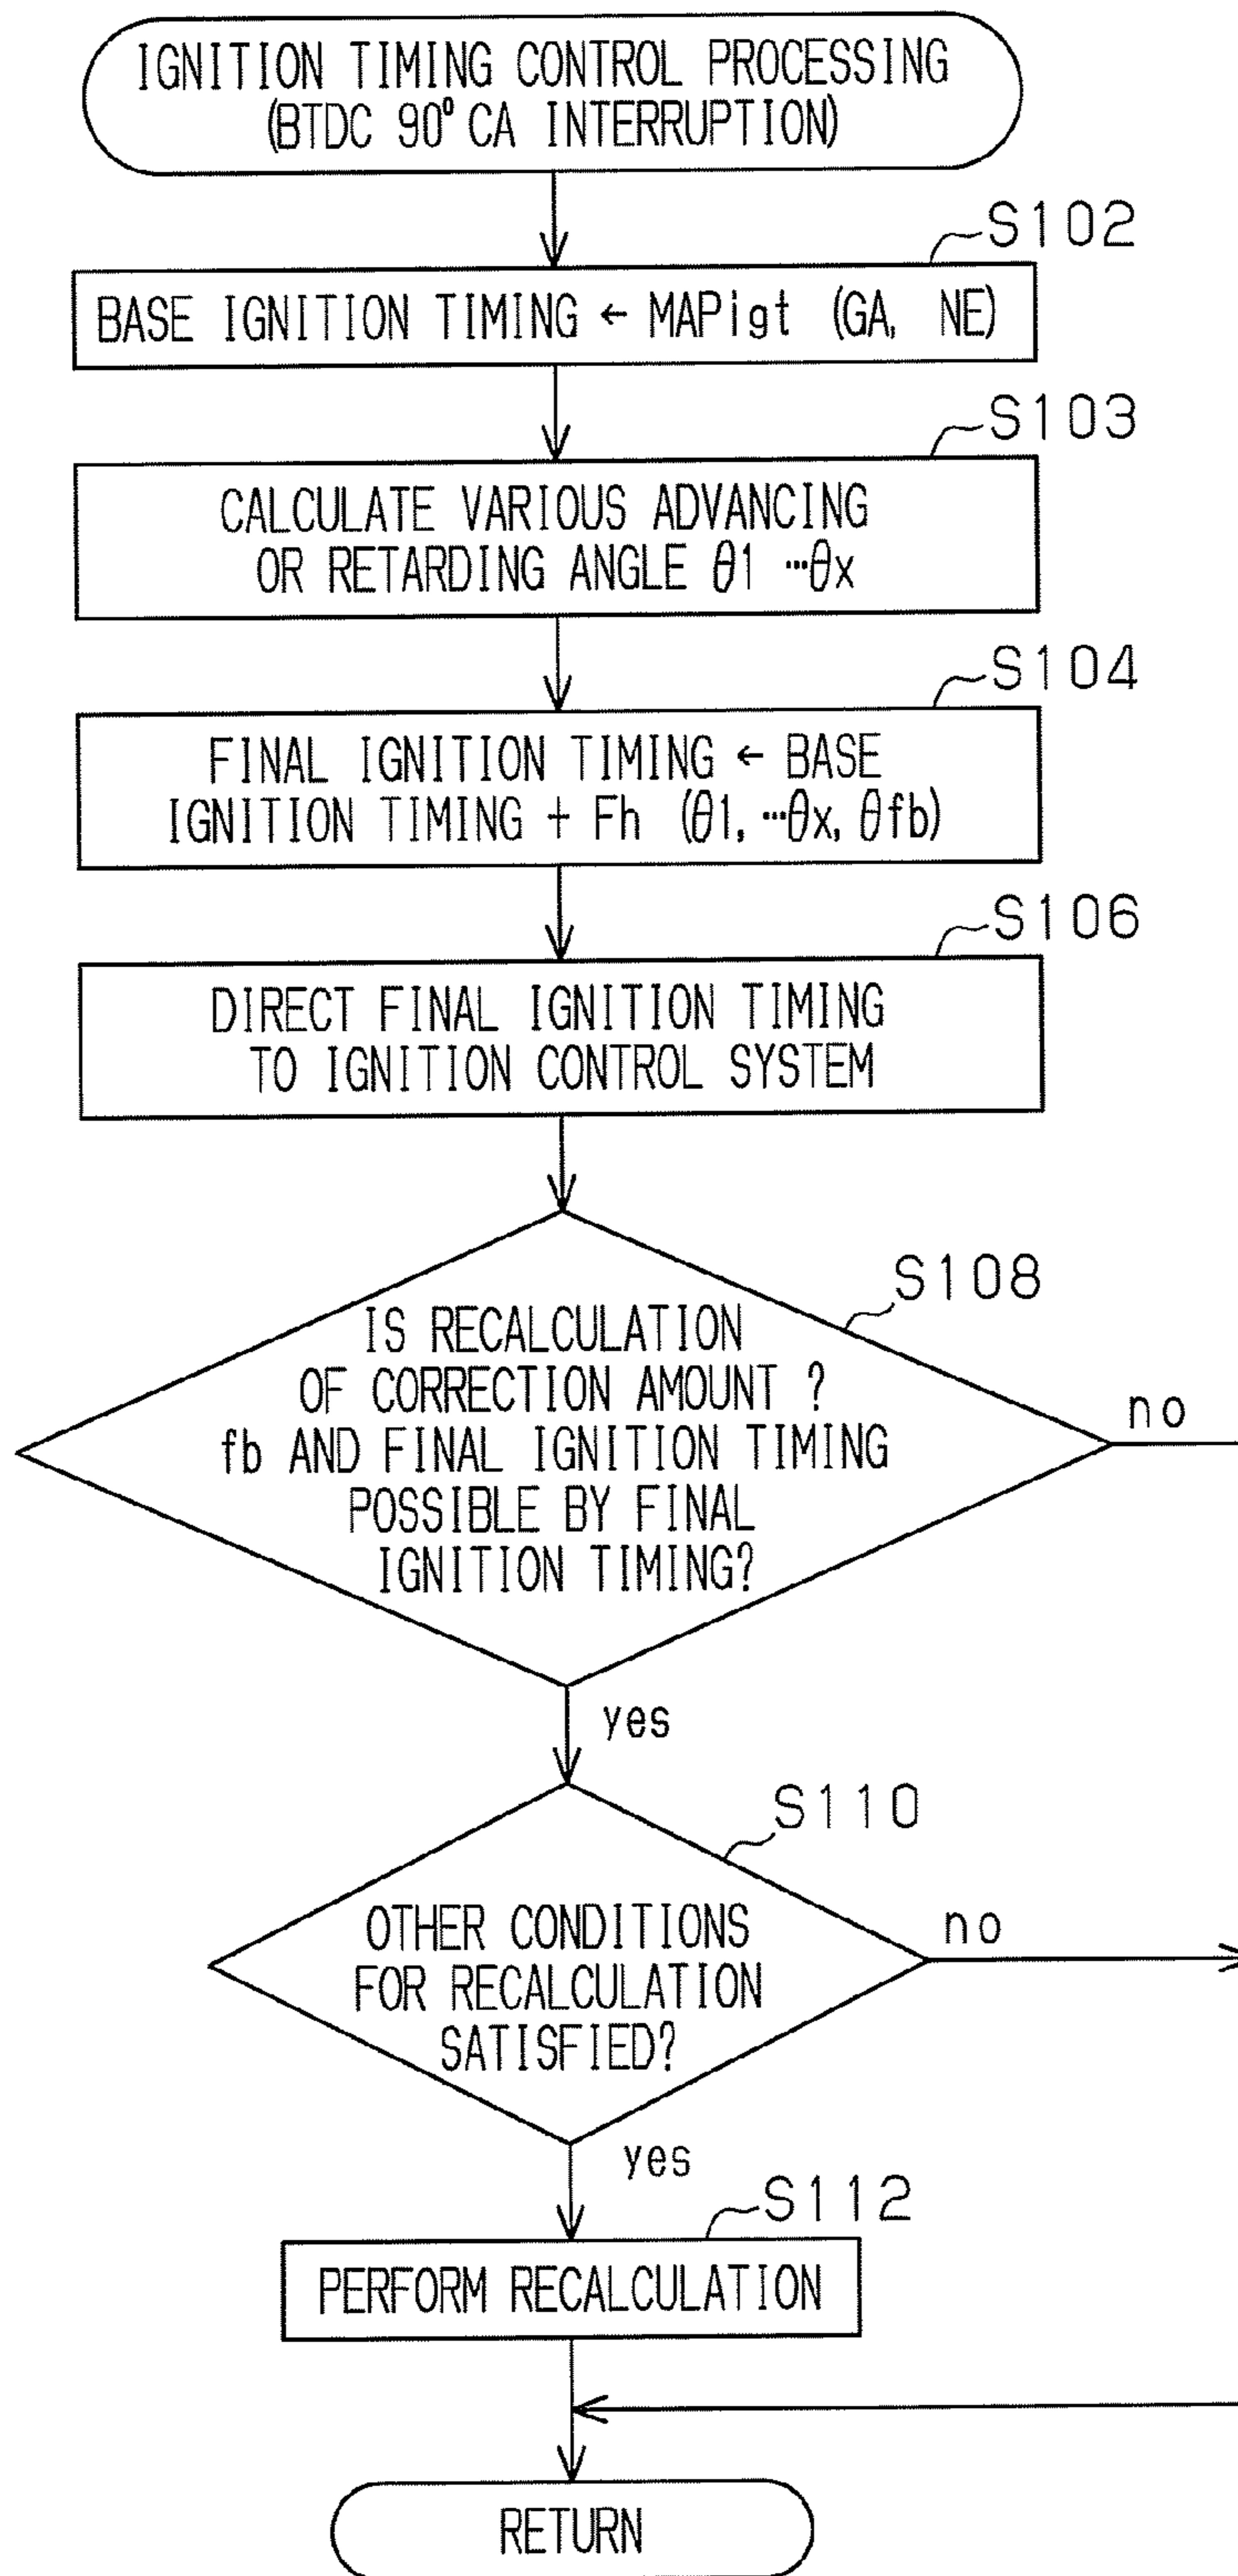 IGNITION TIMING CONTROL PROCESSING
(BTDC 90° CA INTERRUPTION)
S102
BASE IGNITION TIMING ← MAPigt (GA, NE)
S103
CALCULATE VARIOUS ADVANCING
OR RETARDING ANGLE θ1 …θx
S104
FINAL IGNITION TIMING ← BASE
IGNITION TIMING + Fh (θ1, …θx, θfb)
S106
DIRECT FINAL IGNITION TIMING
TO IGNITION CONTROL SYSTEM
S108
IS RECALCULATION
OF CORRECTION AMOUNT ?
fb AND FINAL IGNITION TIMING
POSSIBLE BY FINAL
IGNITION TIMING?
no
yes
S110
OTHER CONDITIONS
FOR RECALCULATION
SATISFIED?
no
yes
S112
PERFORM RECALCULATION
RETURN